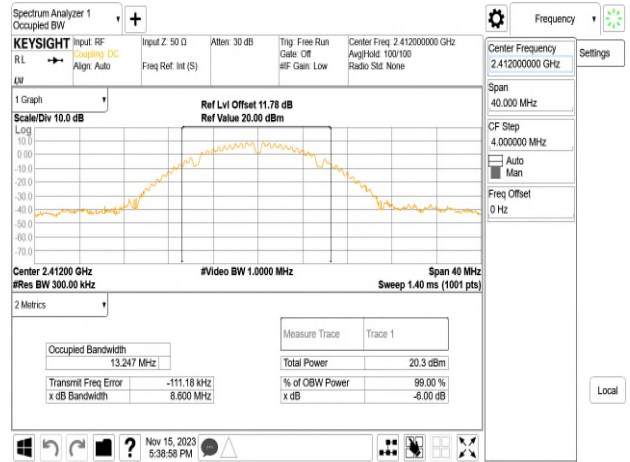 Spectrum Analyzer 1
Occupied BW
Frequency
KEYSIGHT
Input: RF
Coupling: DC
Align: Auto
Input Z: 50 Ω
Freq Ref: Int (S)
Atten: 30 dB
Trig: Free Run
Gate: Off
#IF Gain: Low
Center Freq: 2.412000000 GHz
Avg|Hold: 100/100
Radio Std: None
RL
LXI
Center Frequency
2.412000000 GHz
Settings
Span
40.000 MHz
CF Step
4.000000 MHz
Auto
Man
Freq Offset
0 Hz
Local
1 Graph
Scale/Div 10.0 dB
Ref Lvl Offset 11.78 dB
Ref Value 20.00 dBm
Log
10.0
0.00
-10.0
-20.0
-30.0
-40.0
-50.0
-60.0
-70.0
Center 2.41200 GHz
#Res BW 300.00 kHz
#Video BW 1.0000 MHz
Span 40 MHz
Sweep 1.40 ms (1001 pts)
2 Metrics
Measure Trace Trace 1
Occupied Bandwidth
13.247 MHz
Total Power 20.3 dBm
Transmit Freq Error -111.18 kHz
% of OBW Power 99.00 %
x dB Bandwidth 8.600 MHz
x dB -6.00 dB
?
Nov 15, 2023
5:38:58 PM